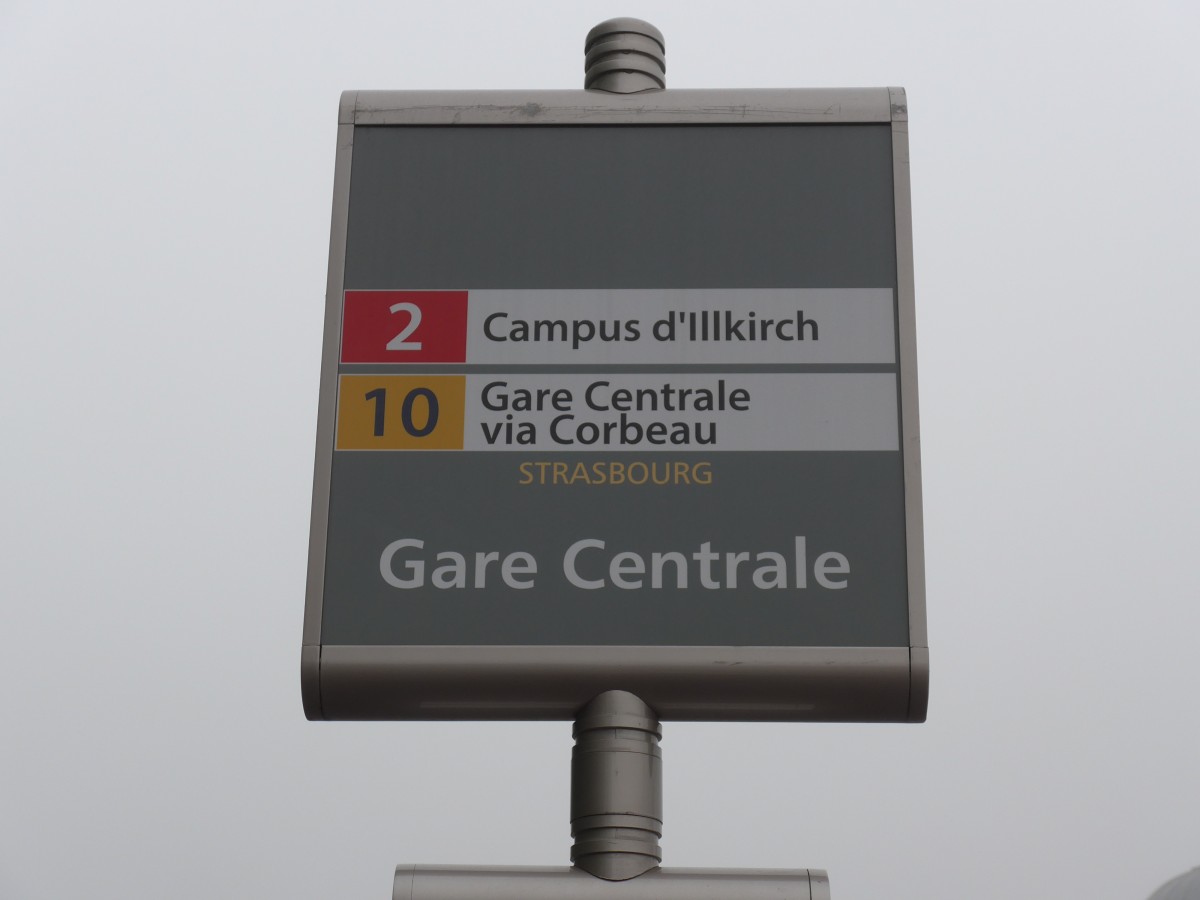 2 Campus d'Illkirch
10 Gare Centrale
via Corbeau
STRASBOURG
Gare Centrale